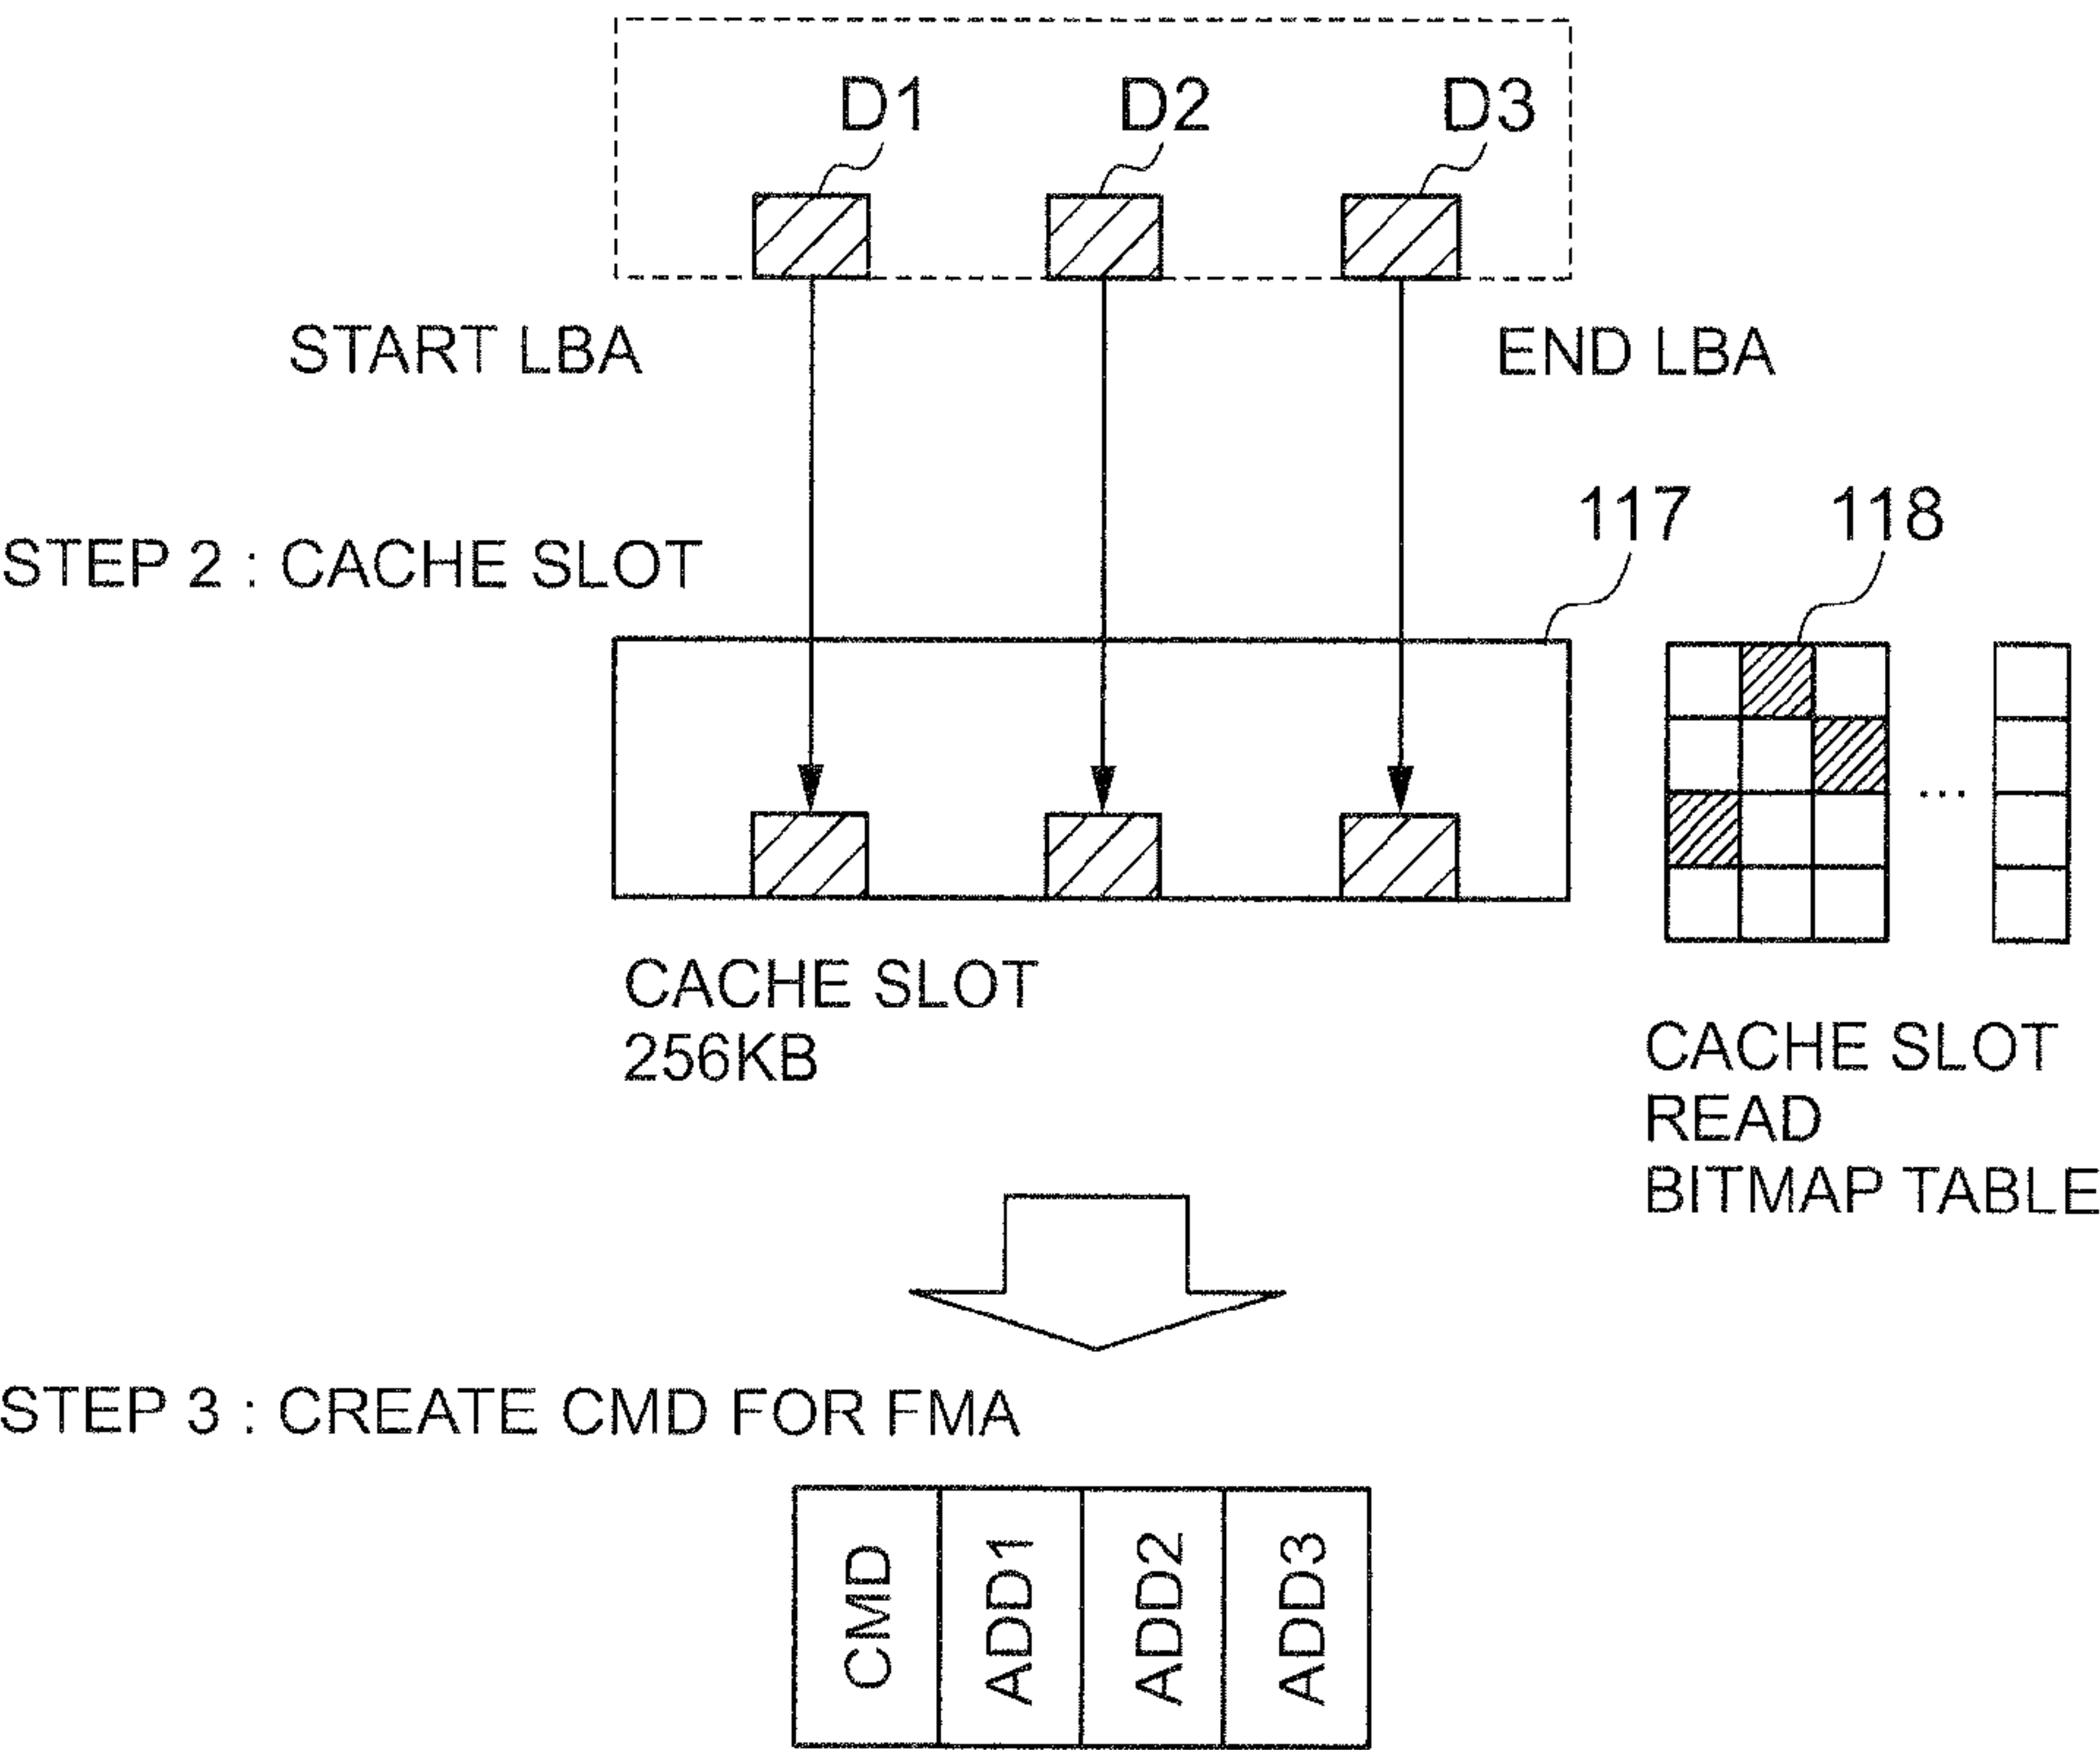 D1 D2 D3
START LBA END LBA
117 118
STEP 2 : CACHE SLOT
...
CACHE SLOT
256KB
CACHE SLOT
READ
BITMAP TABLE
STEP 3 : CREATE CMD FOR FMA
CMD ADD1 ADD2 ADD3